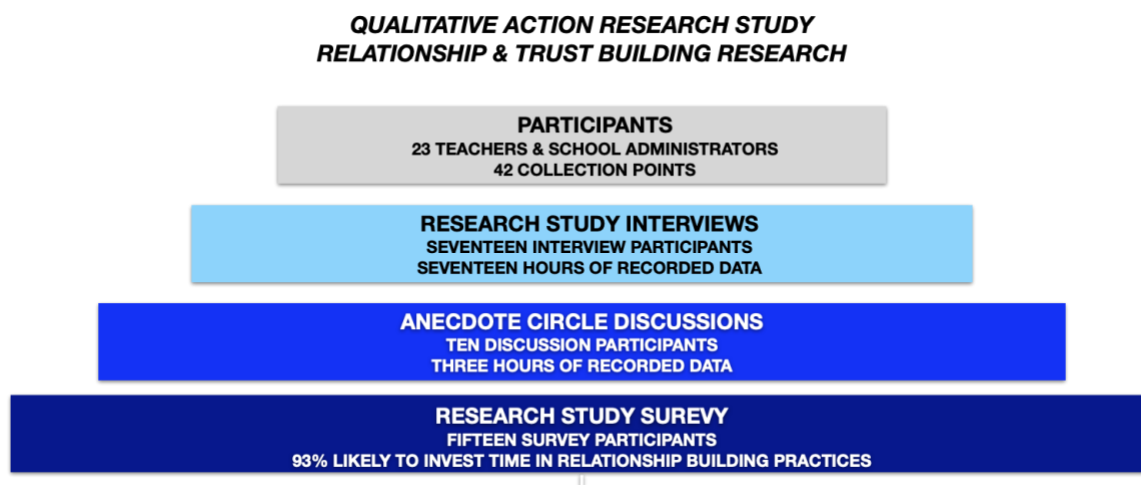 QUALITATIVE ACTION RESEARCH STUDY
RELATIONSHIP & TRUST BUILDING RESEARCH
PARTICIPANTS
23 TEACHERS & SCHOOL ADMINISTRATORS
42 COLLECTION POINTS
RESEARCH STUDY INTERVIEWS
SEVENTEEN INTERVIEW PARTICIPANTS
SEVENTEEN HOURS OF RECORDED DATA
ANECDOTE CIRCLE DISCUSSIONS
TEN DISCUSSION PARTICIPANTS
THREE HOURS OF RECORDED DATA
RESEARCH STUDY SUREVY
FIFTEEN SURVEY PARTICIPANTS
93% LIKELY TO INVEST TIME IN RELATIONSHIP BUILDING PRACTICES